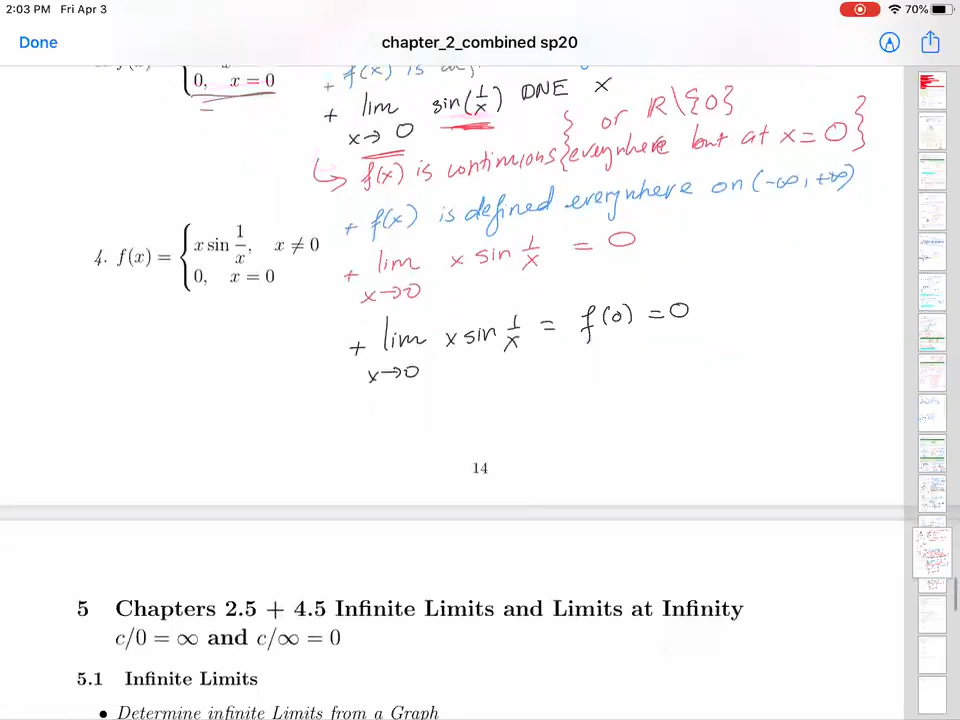 2:03 PM Fri Apr 3 70%
Done chapter_2_combined sp20
0, x = 0
+ f(x) is
+ lim x→0 sin(1/x) DNE x
or ℝ\{0}
↳ f(x) is continuous {everywhere but at x = 0}
+ f(x) is defined everywhere on (-∞, +∞)
4. f(x) = { x sin 1/x, x ≠ 0
0, x = 0
+ lim x→0 x sin 1/x = 0
+ lim x→0 x sin 1/x = f(0) = 0
14
5 Chapters 2.5 + 4.5 Infinite Limits and Limits at Infinity
c/0 = ∞ and c/∞ = 0
5.1 Infinite Limits
• Determine infinite Limits from a Graph